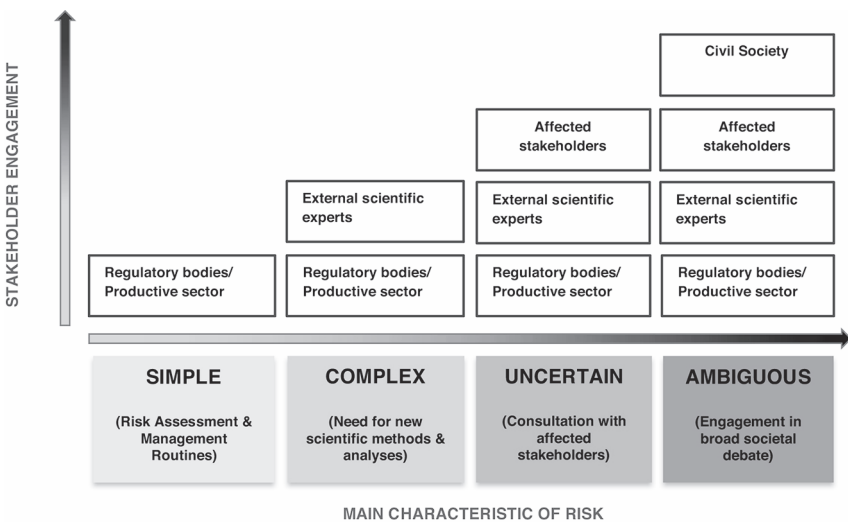 STAKEHOLDER ENGAGEMENT
Civil Society
Affected
stakeholders
Affected
stakeholders
External scientific
experts
External scientific
experts
External scientific
experts
Regulatory bodies/
Productive sector
Regulatory bodies/
Productive sector
Regulatory bodies/
Productive sector
Regulatory bodies/
Productive sector
SIMPLE
(Risk Assessment &
Management
Routines)
COMPLEX
(Need for new
scientific methods &
analyses)
UNCERTAIN
(Consultation with
affected
stakeholders)
AMBIGUOUS
(Engagement in
broad societal
debate)
MAIN CHARACTERISTIC OF RISK